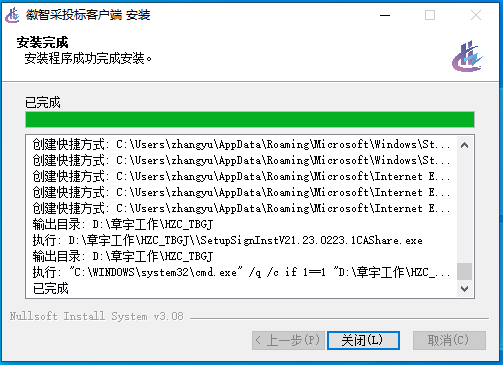 徽智采投标客户端 安装
安装完成
安装程序成功完成安装。
已完成
创建快捷方式: C:\Users\zhangyu\AppData\Roaming\Microsoft\Windows\St...
创建快捷方式: C:\Users\zhangyu\AppData\Roaming\Microsoft\Windows\St...
创建快捷方式: C:\Users\zhangyu\AppData\Roaming\Microsoft\Internet E...
创建快捷方式: C:\Users\zhangyu\AppData\Roaming\Microsoft\Internet E...
创建快捷方式: C:\Users\zhangyu\AppData\Roaming\Microsoft\Internet E...
输出目录: D:\章宇工作\HZC_TBGJ
执行: D:\章宇工作\HZC_TBGJ\\SetupSignInstV21.23.0223.1CAShare.exe
输出目录: D:\章宇工作\HZC_TBGJ
执行: "C:\WINDOWS\system32\cmd.exe" /q /c if 1==1 "D:\章宇工作\HZC_...
已完成
Nullsoft Install System v3.08
< 上一步(P) 关闭(L) 取消(C)